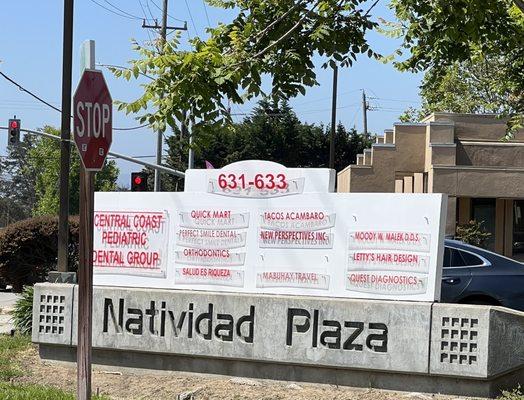 STOP
631-633
CENTRAL COAST
PEDIATRIC
DENTAL GROUP
QUICK MART
PERFECT SMILE DENTAL
ORTHODONTICS
SALUD ES RIQUEZA
TACOS ACAMBARO
NEW PERSPECTIVES INC
MABUHAY TRAVEL
MOODY W. MALEK D.D.S.
LETTY'S HAIR DESIGN
QUEST DIAGNOSTICS
Natividad Plaza